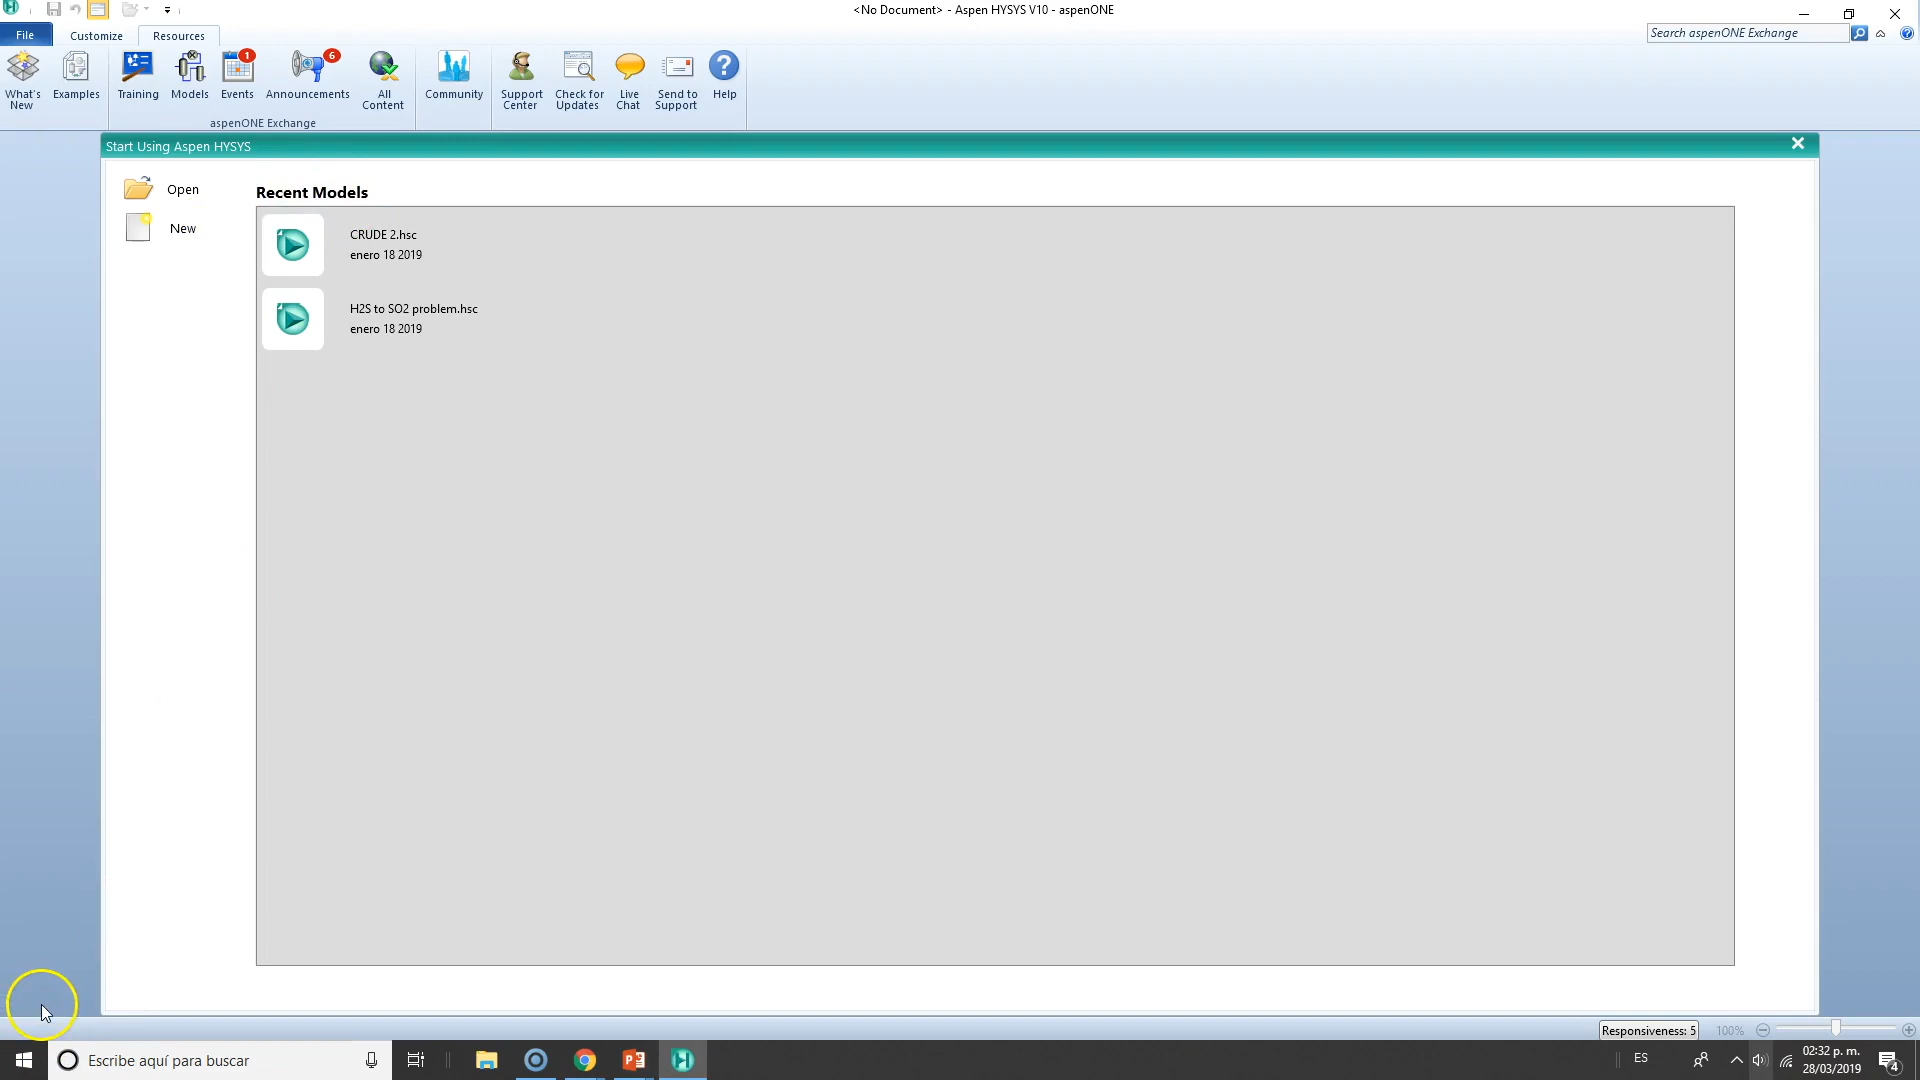 <No Document> - Aspen HYSYS V10 - aspenONE
File
Customize
Resources
Search aspenONE Exchange
What's New
Examples
Training
Models
1
Events
6
Announcements
All Content
Community
Support Center
Check for Updates
Live Chat
Send to Support
Help
aspenONE Exchange
Start Using Aspen HYSYS
Open
New
Recent Models
CRUDE 2.hsc
enero 18 2019
H2S to SO2 problem.hsc
enero 18 2019
Responsiveness: 5
100%
Escribe aquí para buscar
ES
02:32 p. m.
28/03/2019
4